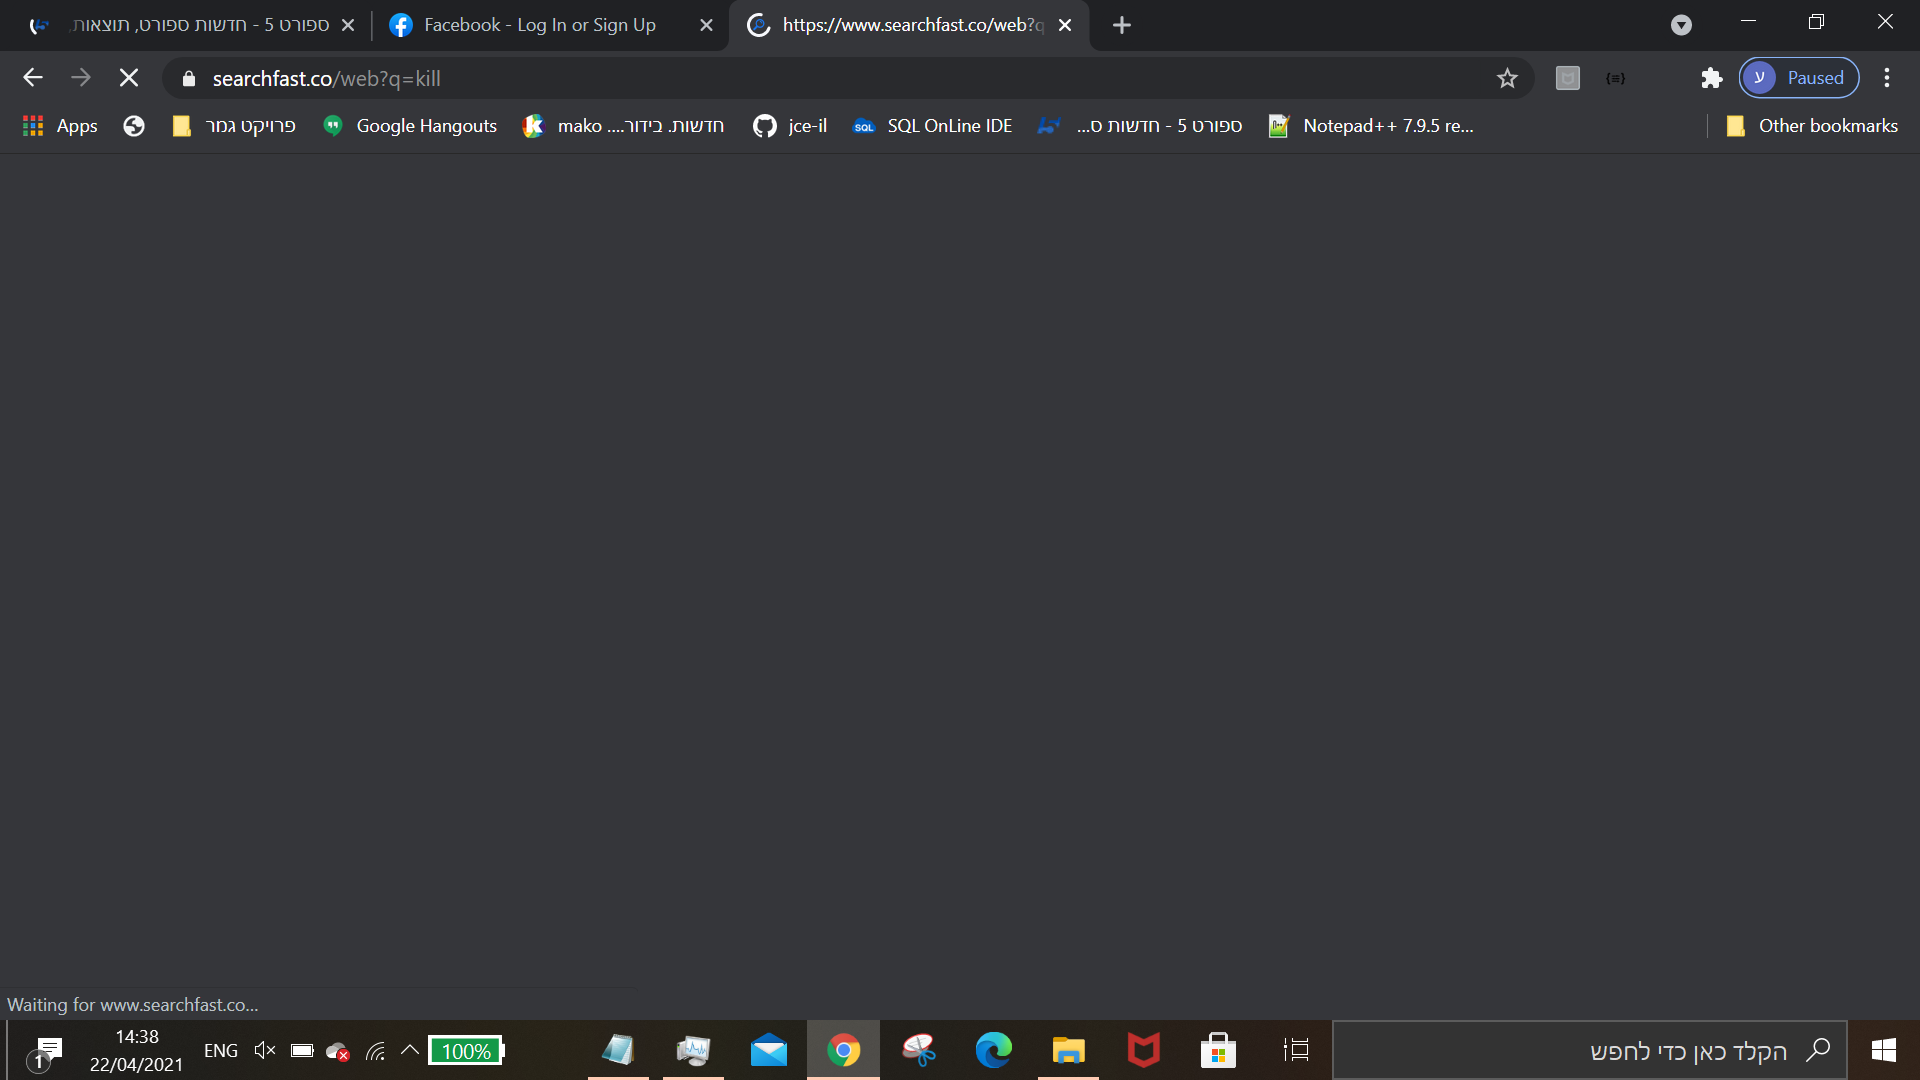 ספורט 5 - חדשות ספורט, תוצאות,
Facebook - Log In or Sign Up
https://www.searchfast.co/web?q
searchfast.co/web?q=kill
{≡}
ע
Paused
Apps
פרויקט גמר
Google Hangouts
mako ....חדשות. בידור
jce-il
SQL
SQL OnLine IDE
...ספורט 5 - חדשות ס
Notepad++ 7.9.5 re...
Other bookmarks
Waiting for www.searchfast.co...
1
14:38
22/04/2021
ENG
100%
הקלד כאן כדי לחפש